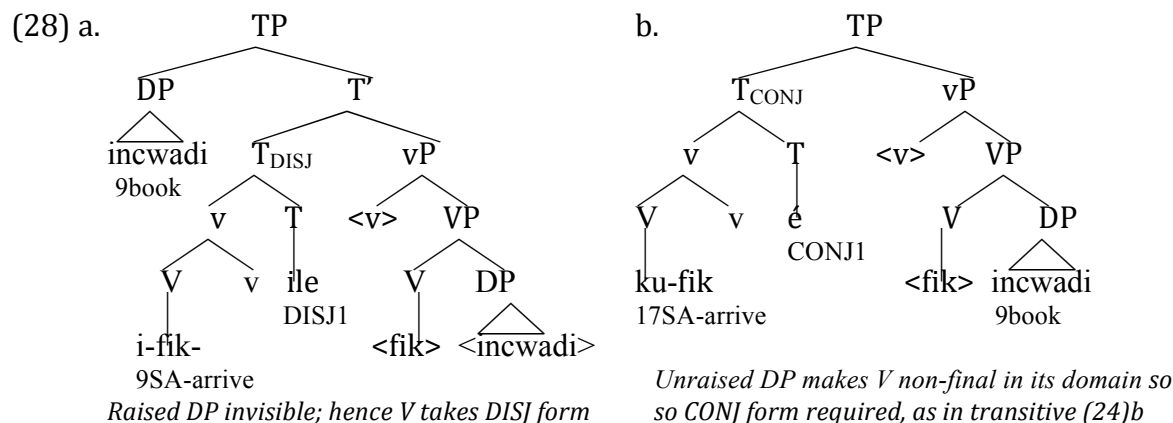 (28) a. TP b. TP
DP T’ T_CONJ vP
incwadi T_DISJ vP v T <v> VP
9book
v T <v> VP V v é V DP
CONJ1
V v ile V DP ku-fik <fik> incwadi
DISJ1 17SA-arrive 9book
i-fik- <fik> <incwadi>
9SA-arrive
Raised DP invisible; hence V takes DISJ form
Unraised DP makes V non-final in its domain so
so CONJ form required, as in transitive (24)b